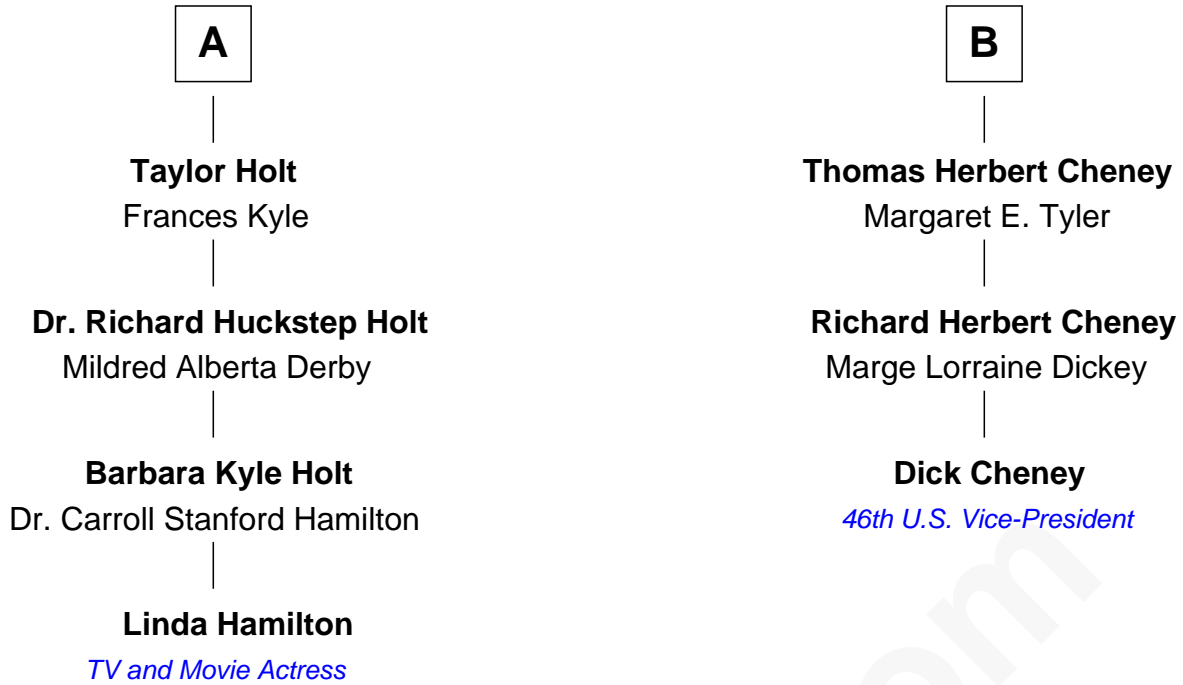 A
Taylor Holt
Frances Kyle
Dr. Richard Huckstep Holt
Mildred Alberta Derby
Barbara Kyle Holt
Dr. Carroll Stanford Hamilton
Linda Hamilton
TV and Movie Actress
B
Thomas Herbert Cheney
Margaret E. Tyler
Richard Herbert Cheney
Marge Lorraine Dickey
Dick Cheney
46th U.S. Vice-President
om